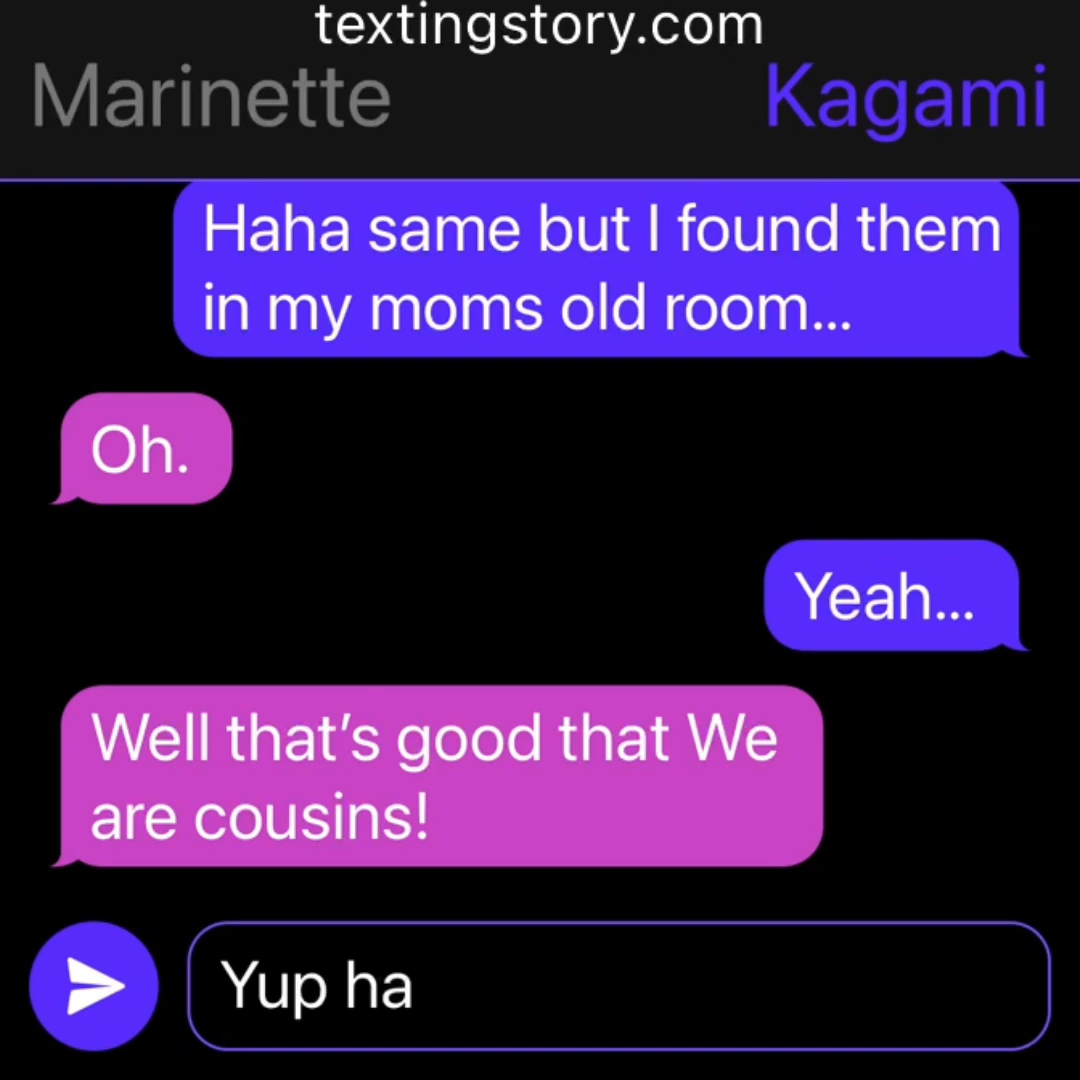 textingstory.com
Marinette Kagami
Haha same but I found them
in my moms old room...
Oh.
Yeah...
Well that’s good that We
are cousins!
Yup ha